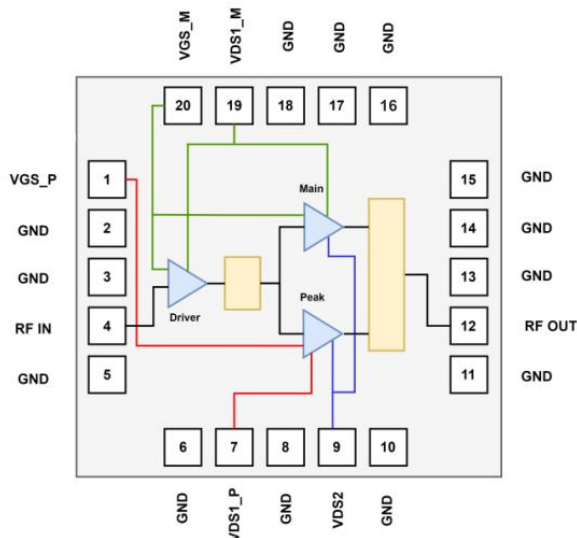 VGS_M
VDS1_M
GND
GND
GND
20
19
18
17
16
VGS_P
1
GND
2
GND
3
RF IN
4
GND
5
Main
Driver
Peak
15
GND
14
GND
13
GND
12
RF OUT
11
GND
6
7
8
9
10
GND
VDS1_P
GND
VDS2
GND